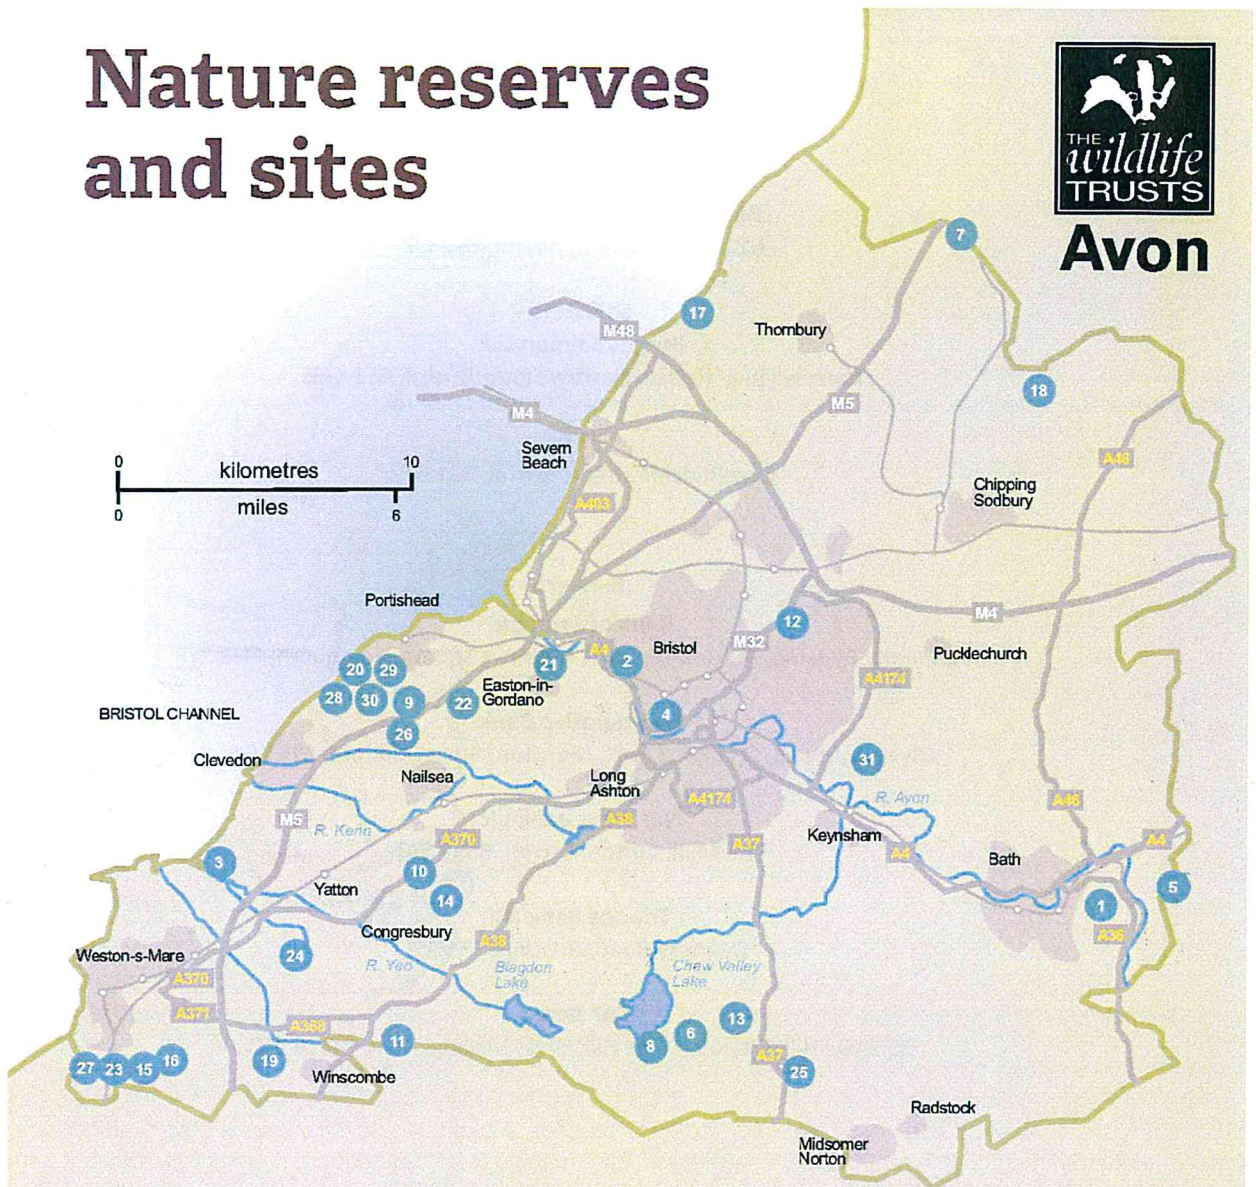 Nature reserves
and sites
THE
wildlife
TRUSTS
Avon
7
17
M48
Thornbury
18
M4
M5
Severn
Beach
A46
0
10
kilometres
miles
0
6
Chipping
Sodbury
A403
Portishead
M4
12
A4
Bristol
M32
20
29
21
2
Pucklechurch
A4174
28
30
9
22
Easton-in-
Gordano
BRISTOL CHANNEL
4
26
Clevedon
Nailsea
Long
Ashton
31
A4174
R. Avon
A46
M5
R. Kenn
A370
A38
Keynsham
A37
A4
A4
3
Bath
10
Yatton
5
14
1
Congresbury
A38
A36
Weston-s-Mare
24
R. Yeo
Blagdon
Lake
Chew Valley
Lake
A370
A371
A368
13
6
11
8
A37
27
23
15
16
19
25
Winscombe
Radstock
Midsomer
Norton